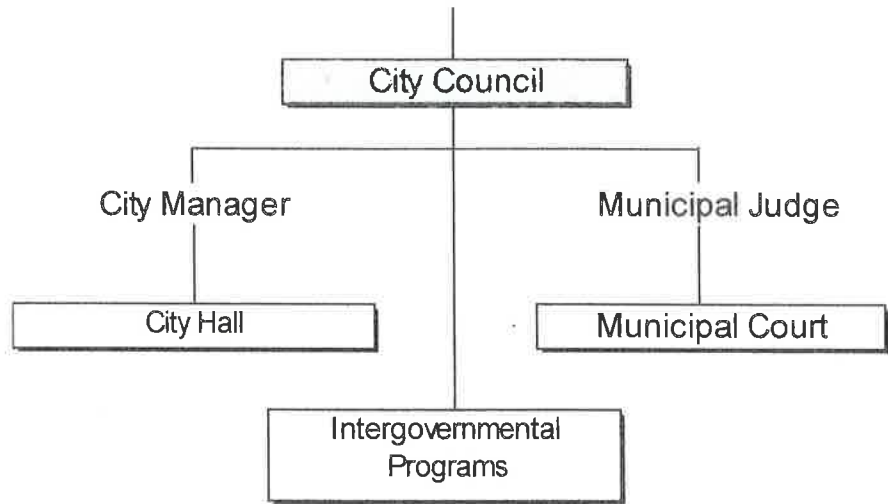 City Council
City Manager
Municipal Judge
City Hall
Municipal Court
Intergovernmental
Programs